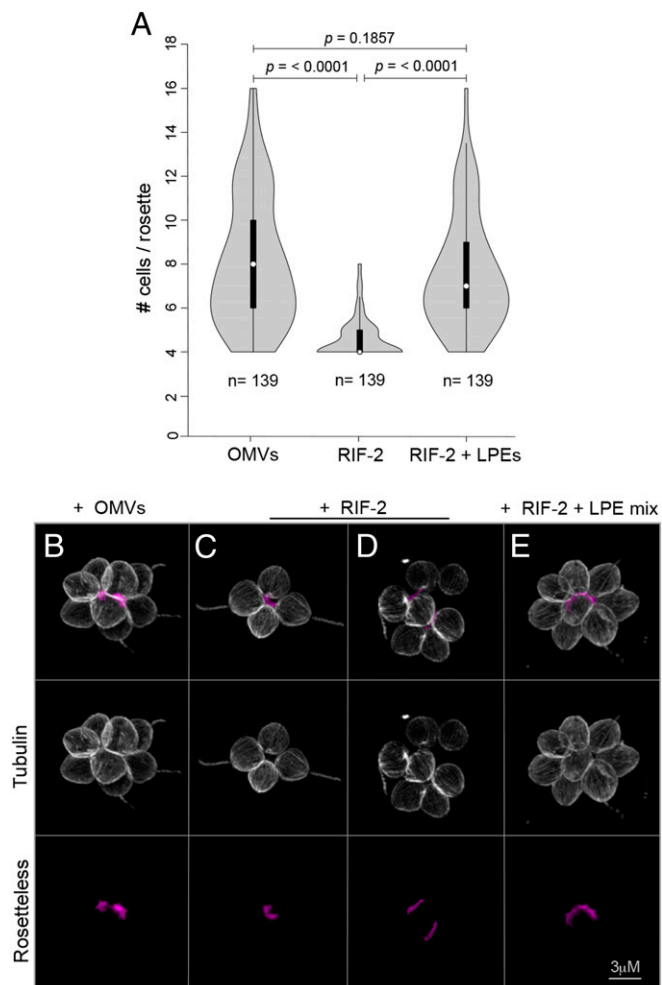 A
18
p = 0.1857
p = < 0.0001 p = < 0.0001
16
14
12
10
8
6
4
2
0
# cells / rosette
n= 139 n= 139 n= 139
OMVs RIF-2 RIF-2 + LPEs
+ OMVs + RIF-2 + RIF-2 + LPE mix
B C D E
Tubulin
Rosetteless
3μM